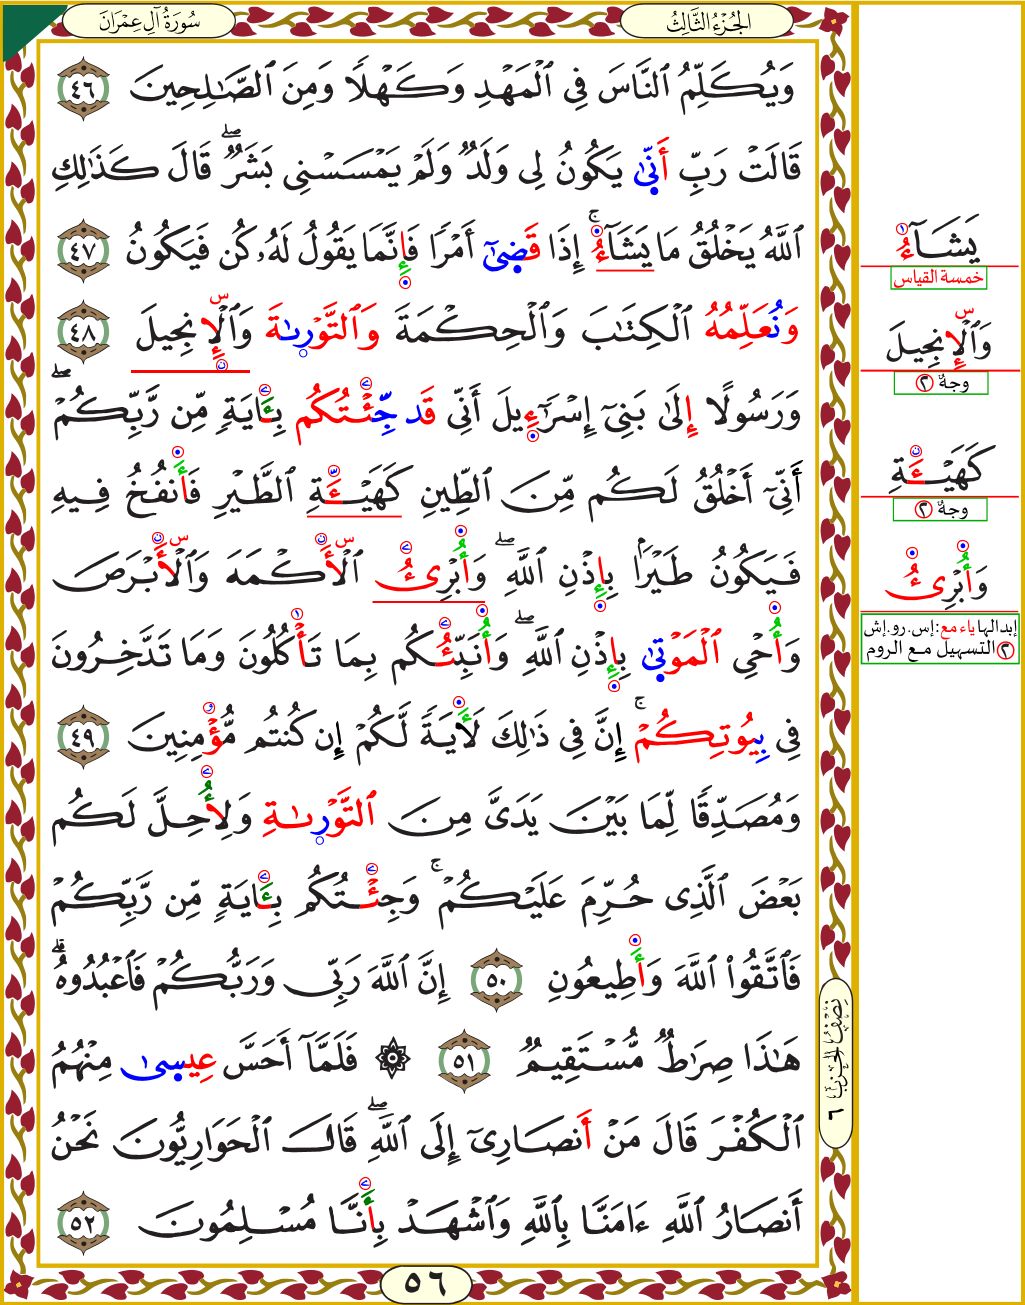 سُورَةُ آلِ عِمْرَانَ
الجُزْءُ الثَّالِثُ
وَيُكَلِّمُ ٱلنَّاسَ فِي ٱلْمَهْدِ وَكَهْلًا وَمِنَ ٱلصَّٰلِحِينَ ٤٦
قَالَتْ رَبِّ أَنَّىٰ يَكُونُ لِي وَلَدٌ وَلَمْ يَمْسَسْنِي بَشَرٌۖ قَالَ كَذَٰلِكِ
ٱللَّهُ يَخْلُقُ مَا يَشَآءُۚ إِذَا قَضَىٰٓ أَمْرًا فَإِنَّمَا يَقُولُ لَهُۥ كُن فَيَكُونُ ٤٧
وَنُعَلِّمُهُ ٱلْكِتَٰبَ وَٱلْحِكْمَةَ وَٱلتَّوْرَىٰةَ وَٱلْإِنجِيلَ ٤٨
وَرَسُولًا إِلَىٰ بَنِيٓ إِسْرَٰٓءِيلَ أَنِّي قَدْ جِئْتُكُم بِـَٔايَةٍ مِّن رَّبِّكُمْۖ
أَنِّيٓ أَخْلُقُ لَكُم مِّنَ ٱلطِّينِ كَهَيْـَٔةِ ٱلطَّيْرِ فَأَنفُخُ فِيهِ
فَيَكُونُ طَيْرًۢا بِإِذْنِ ٱللَّهِۖ وَأُبْرِئُ ٱلْأَكْمَهَ وَٱلْأَبْرَصَ
وَأُحْيِ ٱلْمَوْتَىٰ بِإِذْنِ ٱللَّهِۖ وَأُنَبِّئُكُم بِمَا تَأْكُلُونَ وَمَا تَدَّخِرُونَ
فِي بِيُوتِكُمْۚ إِنَّ فِي ذَٰلِكَ لَأٓيَةً لَّكُمْ إِن كُنتُم مُّؤْمِنِينَ ٤٩
وَمُصَدِّقًا لِّمَا بَيْنَ يَدَيَّ مِنَ ٱلتَّوْرَىٰةِ وَلِأُحِلَّ لَكُم
بَعْضَ ٱلَّذِي حُرِّمَ عَلَيْكُمْۚ وَجِئْتُكُم بِـَٔايَةٍ مِّن رَّبِّكُمْ
فَٱتَّقُوا۟ ٱللَّهَ وَأَطِيعُونِ ٥٠ إِنَّ ٱللَّهَ رَبِّي وَرَبُّكُمْ فَٱعْبُدُوهُۗ
هَٰذَا صِرَٰطٌ مُّسْتَقِيمٌ ٥١ ۞ فَلَمَّآ أَحَسَّ عِيسَىٰ مِنْهُمُ
ٱلْكُفْرَ قَالَ مَنْ أَنصَارِيٓ إِلَى ٱللَّهِۖ قَالَ ٱلْحَوَارِيُّونَ نَحْنُ
أَنصَارُ ٱللَّهِ ءَامَنَّا بِٱللَّهِ وَٱشْهَدْ بِأَنَّا مُسْلِمُونَ ٥٢
٥٦
يَشَآءُ
خمسة القياس
وَٱلْإِنجِيلَ
٢ وجهٌ
كَهَيْـَٔةِ
٢ وجهٌ
وَأُبْرِئُ
إبدالها ياء مع: إس.رو.إش
٢ التسهيل مع الروم
نِصْفُ الحِزْبِ ٦